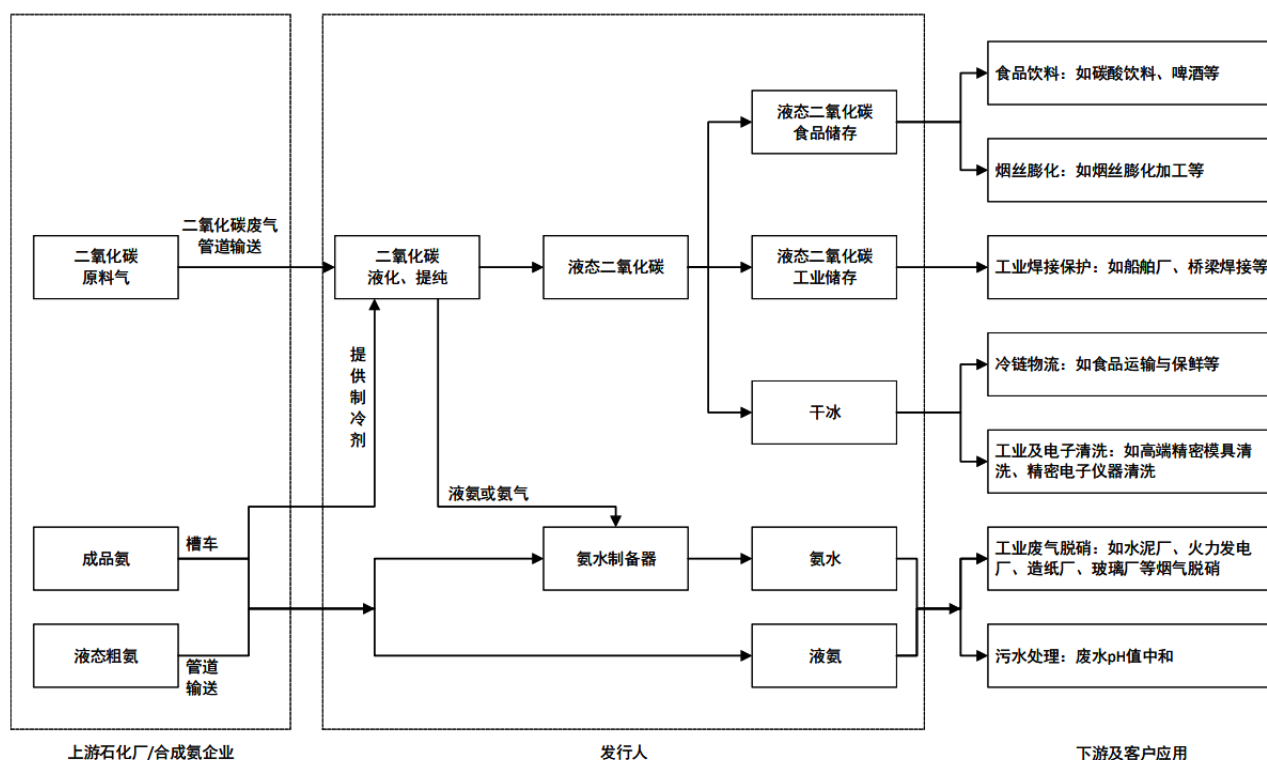 二氧化碳
原料气
二氧化碳废气
管道输送
二氧化碳
液化、提纯
液态二氧化碳
液态二氧化碳
食品储存
液态二氧化碳
工业储存
干冰
食品饮料：如碳酸饮料、啤酒等
烟丝膨化：如烟丝膨化加工等
工业焊接保护：如船舶厂、桥梁焊接等
冷链物流：如食品运输与保鲜等
工业及电子清洗：如高端精密模具清
洗、精密电子仪器清洗
提
供
制
冷
剂
液氨或氨气
成品氨
槽车
液态粗氨
管道
输送
氨水制备器
氨水
液氨
工业废气脱硝：如水泥厂、火力发电
厂、造纸厂、玻璃厂等烟气脱硝
污水处理：废水pH值中和
上游石化厂/合成氨企业
发行人
下游及客户应用